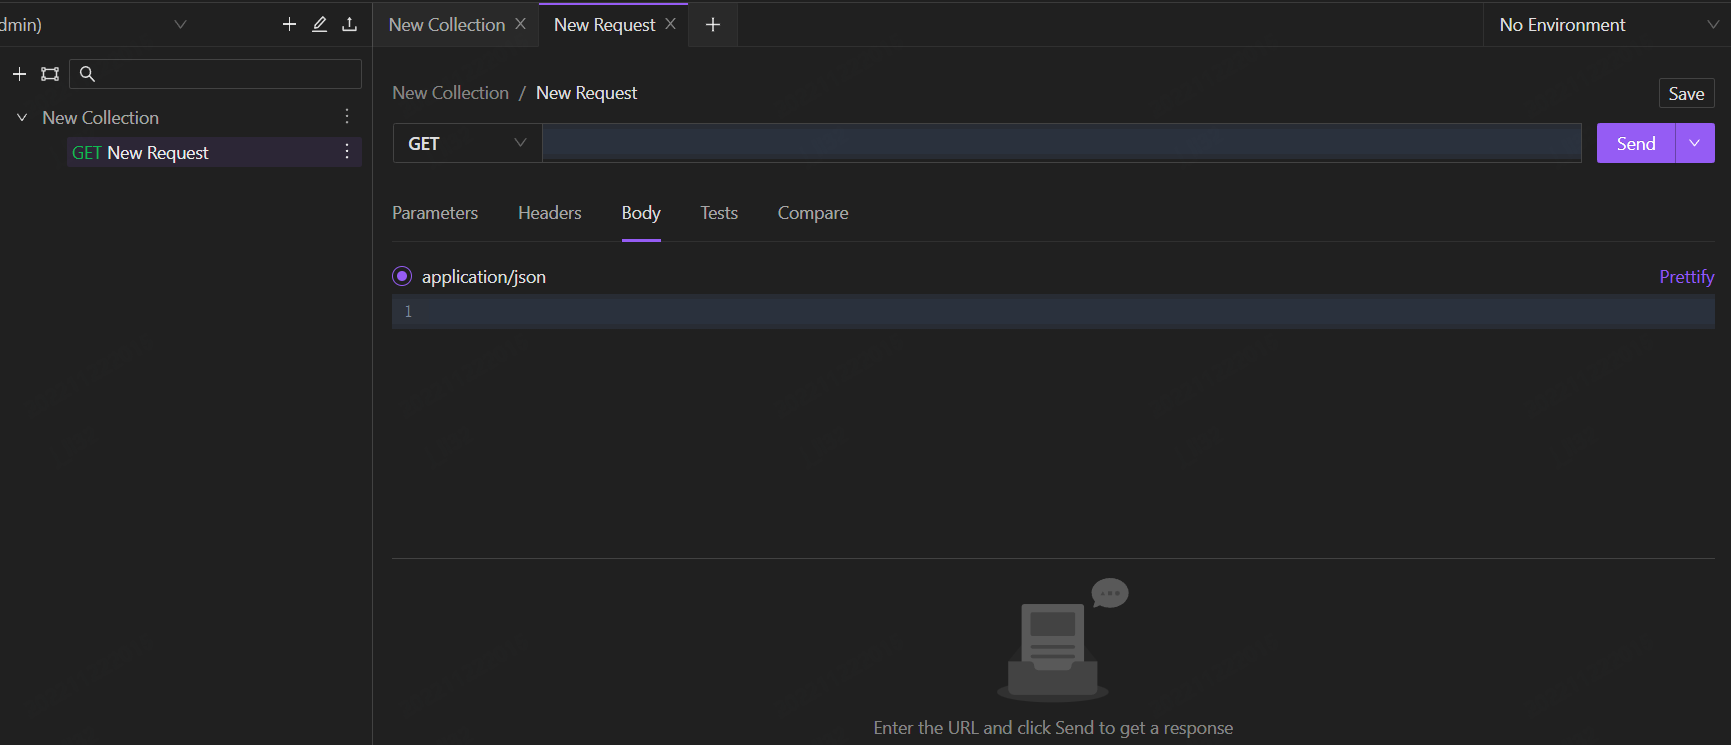 dmin)
New Collection
New Request
No Environment
New Collection
GET New Request
New Collection / New Request
Save
GET
Send
Parameters
Headers
Body
Tests
Compare
application/json
Prettify
1
Enter the URL and click Send to get a response